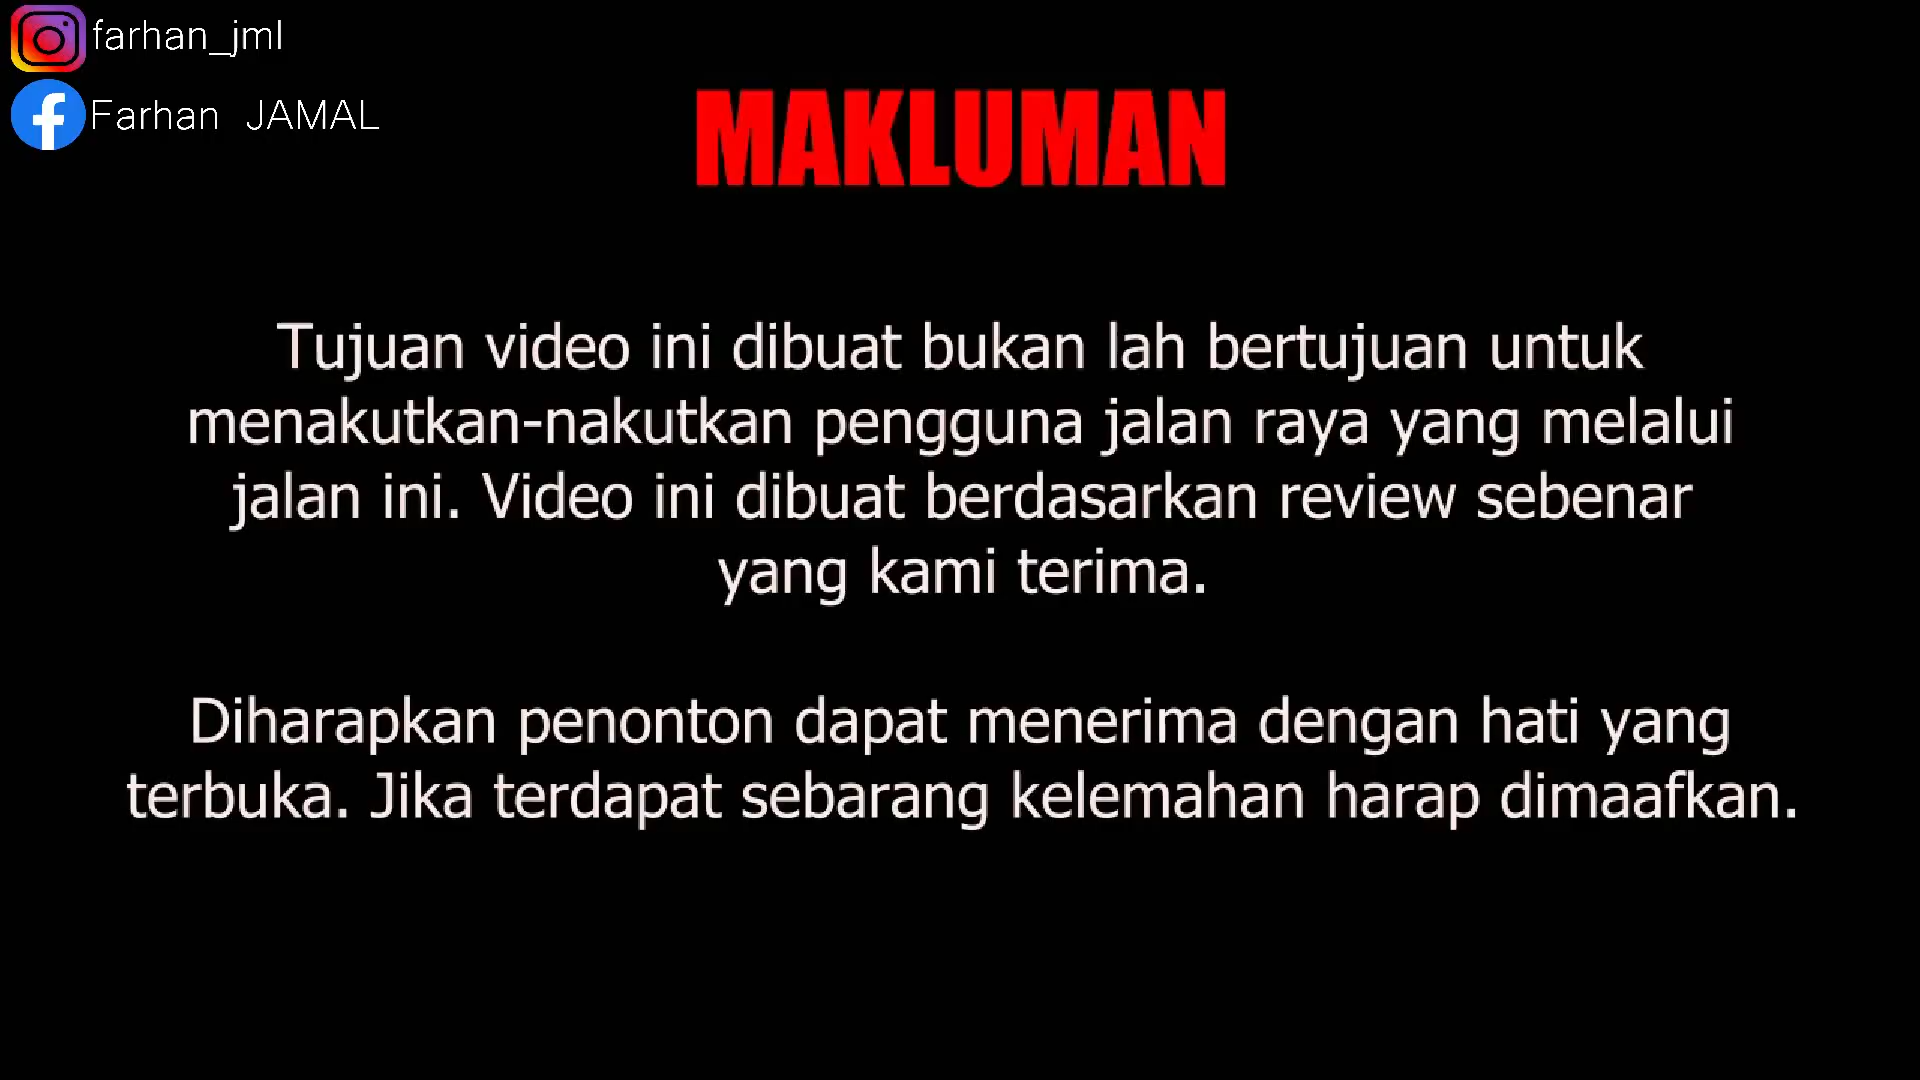 farhan_jml
Farhan JAMAL
MAKLUMAN
Tujuan video ini dibuat bukan lah bertujuan untuk
menakutkan-nakutkan pengguna jalan raya yang melalui
jalan ini. Video ini dibuat berdasarkan review sebenar
yang kami terima.
Diharapkan penonton dapat menerima dengan hati yang
terbuka. Jika terdapat sebarang kelemahan harap dimaafkan.